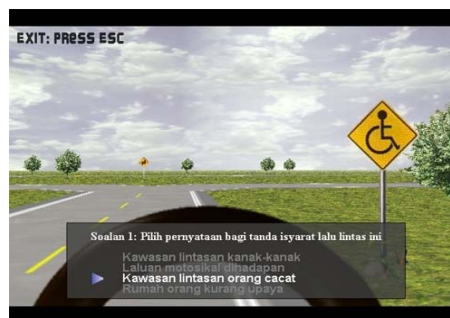 EXIT: PRESS ESC
Soalan 1: Pilih pernyataan bagi tanda isyarat lalu lintas ini
Kawasan lintasan kanak-kanak
Laluan motosikal dihadapan
Kawasan lintasan orang cacat
Rumah orang kurang upaya